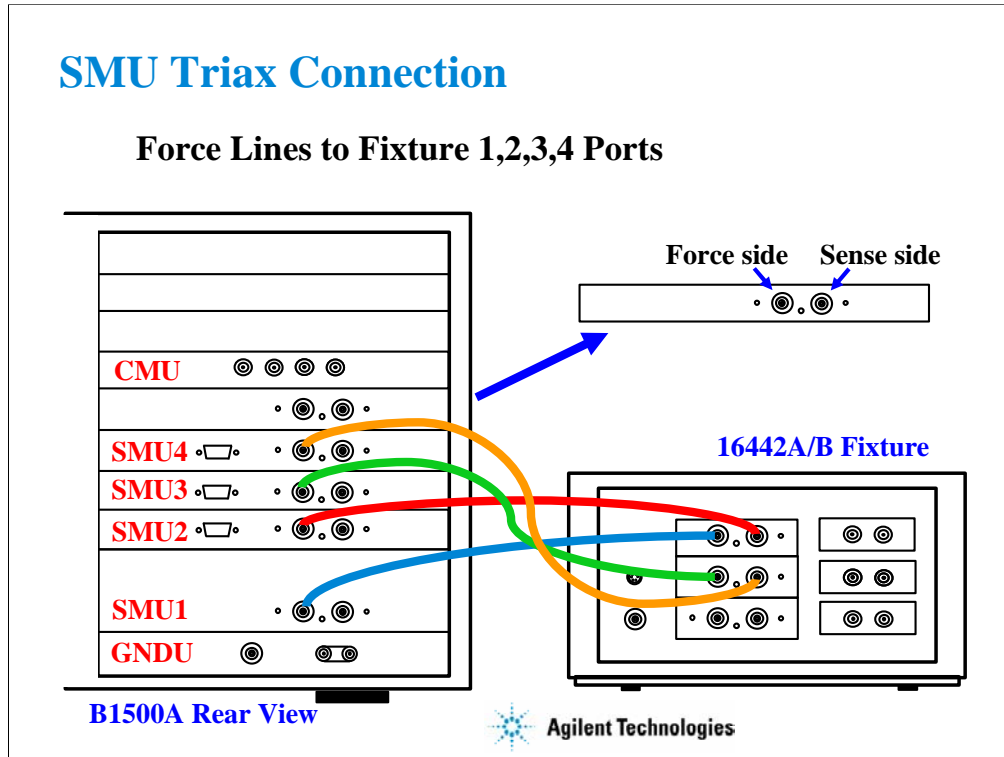 SMU Triax Connection
Force Lines to Fixture 1,2,3,4 Ports
Force side Sense side
CMU
SMU4
16442A/B Fixture
SMU3
SMU2
SMU1
GNDU
B1500A Rear View
Agilent Technologies